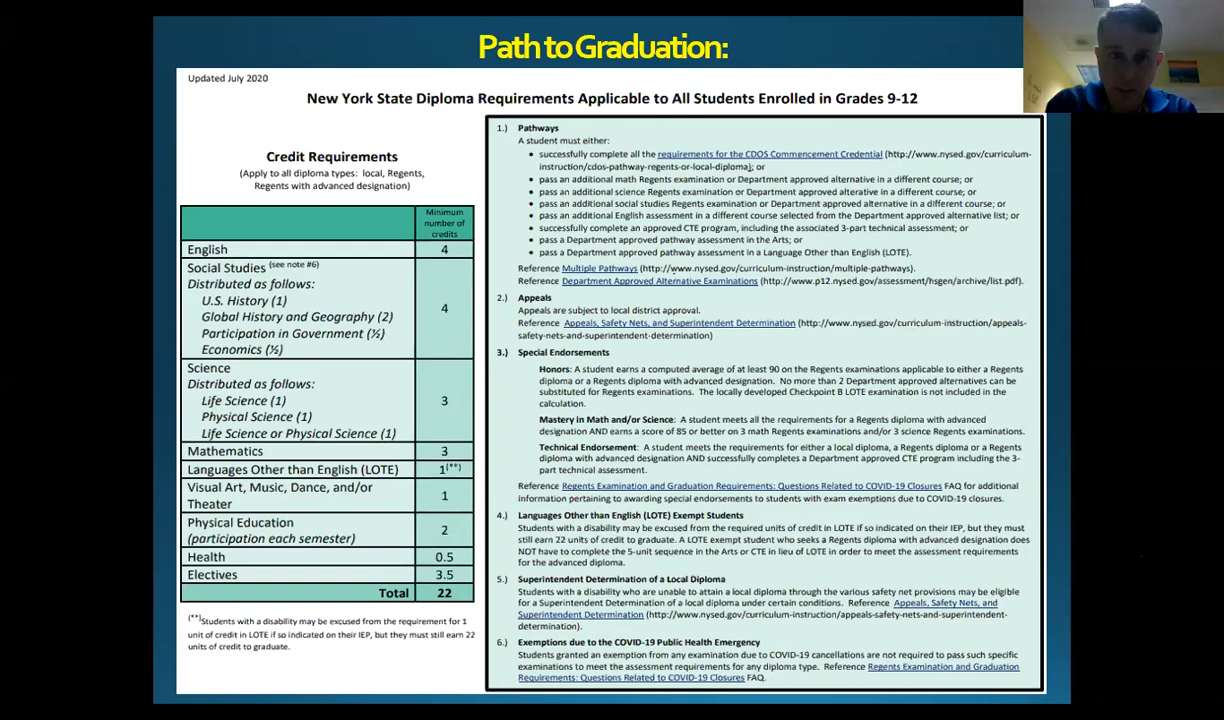 Path to Graduation:
Updated July 2020
New York State Diploma Requirements Applicable to All Students Enrolled in Grades 9-12
Credit Requirements
(Apply to all diploma types: local, Regents,
Regents with advanced designation)
Minimum
number of
credits
English 4
Social Studies (see note #6)
Distributed as follows:
U.S. History (1)
Global History and Geography (2)
4
Participation in Government (½)
Economics (½)
Science
Distributed as follows:
Life Science (1)
3
Physical Science (1)
Life Science or Physical Science (1)
Mathematics 3
Languages Other than English (LOTE) 1(**)
Visual Art, Music, Dance, and/or
Theater
1
Physical Education
(participation each semester)
2
Health 0.5
Electives 3.5
Total 22
(**)Students with a disability may be excused from the required for 1
unit of credit in LOTE if so indicated on their IEP, but they must still earn 22
units of credit to graduate.
1.) Pathways
A student must either:
• successfully complete all the requirements for the CDOS Commencement Credential (http://www.nysed.gov/curriculum-
instruction/cdos-pathway-regents-or-local-diploma); or
• pass an additional math Regents examination or Department approved alternative in a different course; or
• pass an additional science Regents examination or Department approved alterative in a different course; or
• pass an additional social studies Regents examination or Department approved alternative in a different course; or
• pass an additional English assessment in a different course selected from the Department approved alternative list; or
• successfully complete an approved CTE program, including the associated 3-part technical assessment; or
• pass a Department approved pathway assessment in the Arts; or
• pass a Department approved pathway assessment in a Language Other than English (LOTE).
Reference Multiple Pathways (http://www.nysed.gov/curriculum-instruction/multiple-pathways).
Reference Department Approved Alternative Examinations (http://www.p12.nysed.gov/assessment/hsgen/archive/list.pdf).
2.) Appeals
Appeals are subject to local district approval.
Reference Appeals, Safety Nets, and Superintendent Determination (http://www.nysed.gov/curriculum-instruction/appeals-
safety-nets-and-superintendent-determination)
3.) Special Endorsements
Honors: A student earns a computed average of at least 90 on the Regents examinations applicable to either a Regents
diploma or a Regents diploma with advanced designation. No more than 2 Department approved alternatives can be
substituted for Regents examinations. The locally developed Checkpoint B LOTE examination is not included in the
calculation.
Mastery in Math and/or Science: A student meets all the requirements for a Regents diploma with advanced
designation AND earns a score of 85 or better on 3 math Regents examinations and/or 3 science Regents examinations.
Technical Endorsement: A student meets the requirements for either a local diploma, a Regents diploma or a Regents
diploma with advanced designation AND successfully completes a Department approved CTE program including the 3-
part technical assessment.
Reference Regents Examination and Graduation Requirements: Questions Related to COVID-19 Closures FAQ for additional
information pertaining to awarding special endorsements to students with exam exemptions due to COVID-19 closures.
4.) Languages Other than English (LOTE) Exempt Students
Students with a disability may be excused from the required units of credit in LOTE if so indicated on their IEP, but they must
still earn 22 units of credit to graduate. A LOTE exempt student who seeks a Regents diploma with advanced designation does
NOT have to complete the 5-unit sequence in the Arts or CTE in lieu of LOTE in order to meet the assessment requirements
for the advanced diploma.
5.) Superintendent Determination of a Local Diploma
Students with a disability who are unable to attain a local diploma through the various safety net provisions may be eligible
for a Superintendent Determination of a local diploma under certain conditions. Reference Appeals, Safety Nets, and
Superintendent Determination (http://www.nysed.gov/curriculum-instruction/appeals-safety-nets-and-superintendent-
determination).
6.) Exemptions due to the COVID-19 Public Health Emergency
Students granted an exemption from any examination due to COVID-19 cancellations are not required to pass such specific
examinations to meet the assessment requirements for any diploma type. Reference Regents Examination and Graduation
Requirements: Questions Related to COVID-19 Closures FAQ.